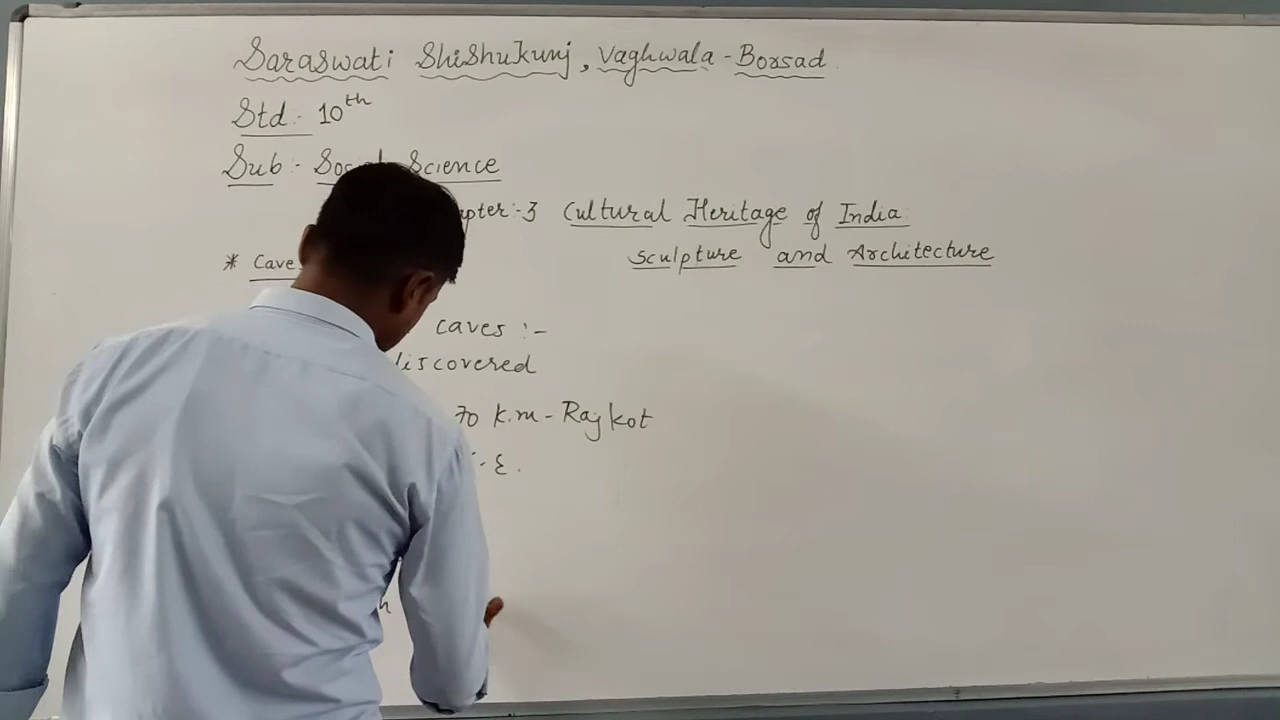 Saraswati Shishukunj, Vaghwala - Borsad
Std:- 10th
Sub:- Social Science
:-3 Cultural Heritage of India
Sculpture and Architecture
* Cave
caves :-
discovered
70 K.m - Rajkot